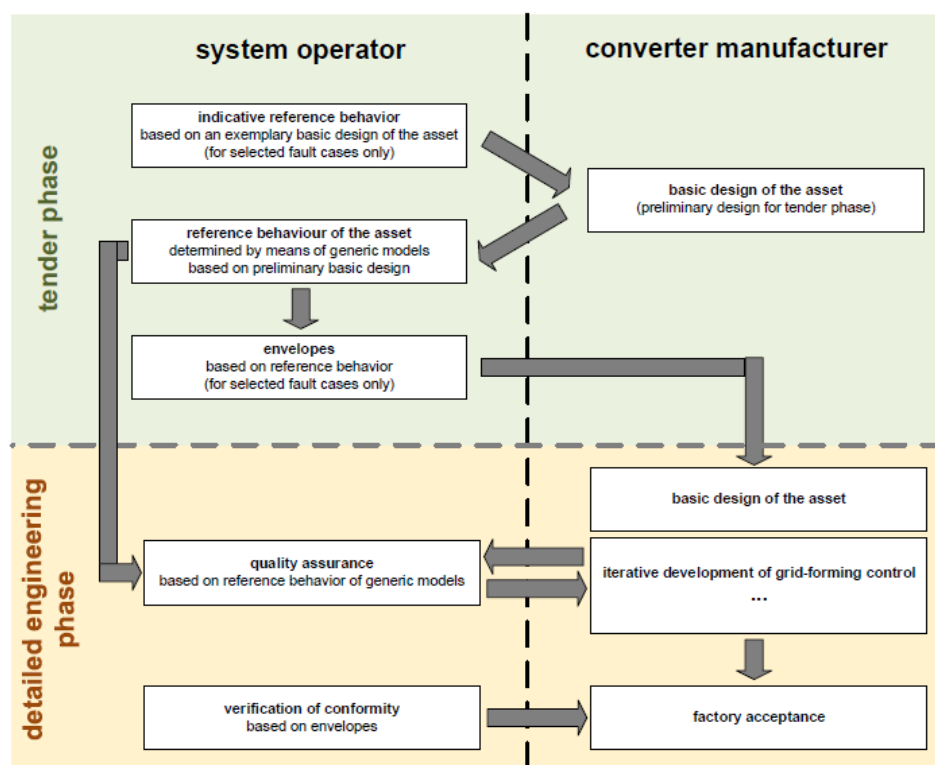 system operator
converter manufacturer
tender phase
indicative reference behavior
based on an exemplary basic design of the asset
(for selected fault cases only)
basic design of the asset
(preliminary design for tender phase)
reference behaviour of the asset
determined by means of generic models
based on preliminary basic design
envelopes
based on reference behavior
(for selected fault cases only)
detailed engineering
phase
basic design of the asset
quality assurance
based on reference behavior of generic models
iterative development of grid-forming control
...
verification of conformity
based on envelopes
factory acceptance